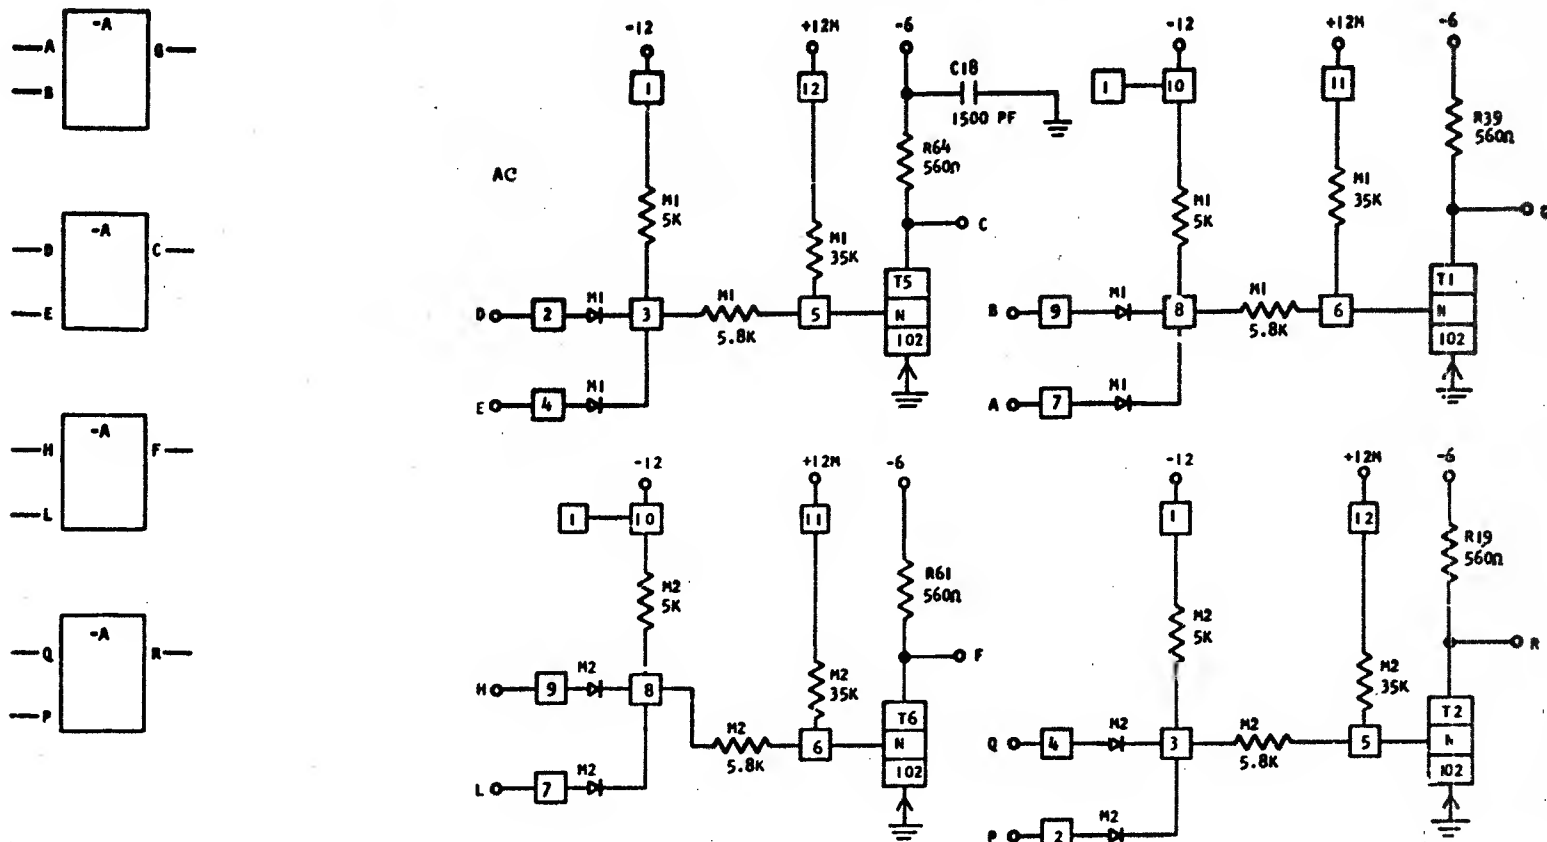 -A
A
G
B
-A
D
C
E
-A
H
F
L
-A
Q
R
P
AC
-12
+12M
-6
C18
1500 PF
1
12
R64
560Ω
M1
5K
M1
35K
C
D
2
M1
3
M1
5.8K
5
T5
N
102
E
4
M1
-12
+12M
-6
1
10
11
R39
560Ω
M1
5K
M1
35K
B
9
M1
8
M1
5.8K
6
T1
N
102
A
7
M1
-12
+12M
-6
1
10
11
R61
560Ω
M2
5K
M2
35K
F
H
9
M2
8
M2
5.8K
6
T6
N
102
L
7
M2
-12
+12M
-6
1
12
R19
560Ω
M2
5K
M2
35K
R
Q
4
M2
3
M2
5.8K
5
T2
N
102
P
2
M2